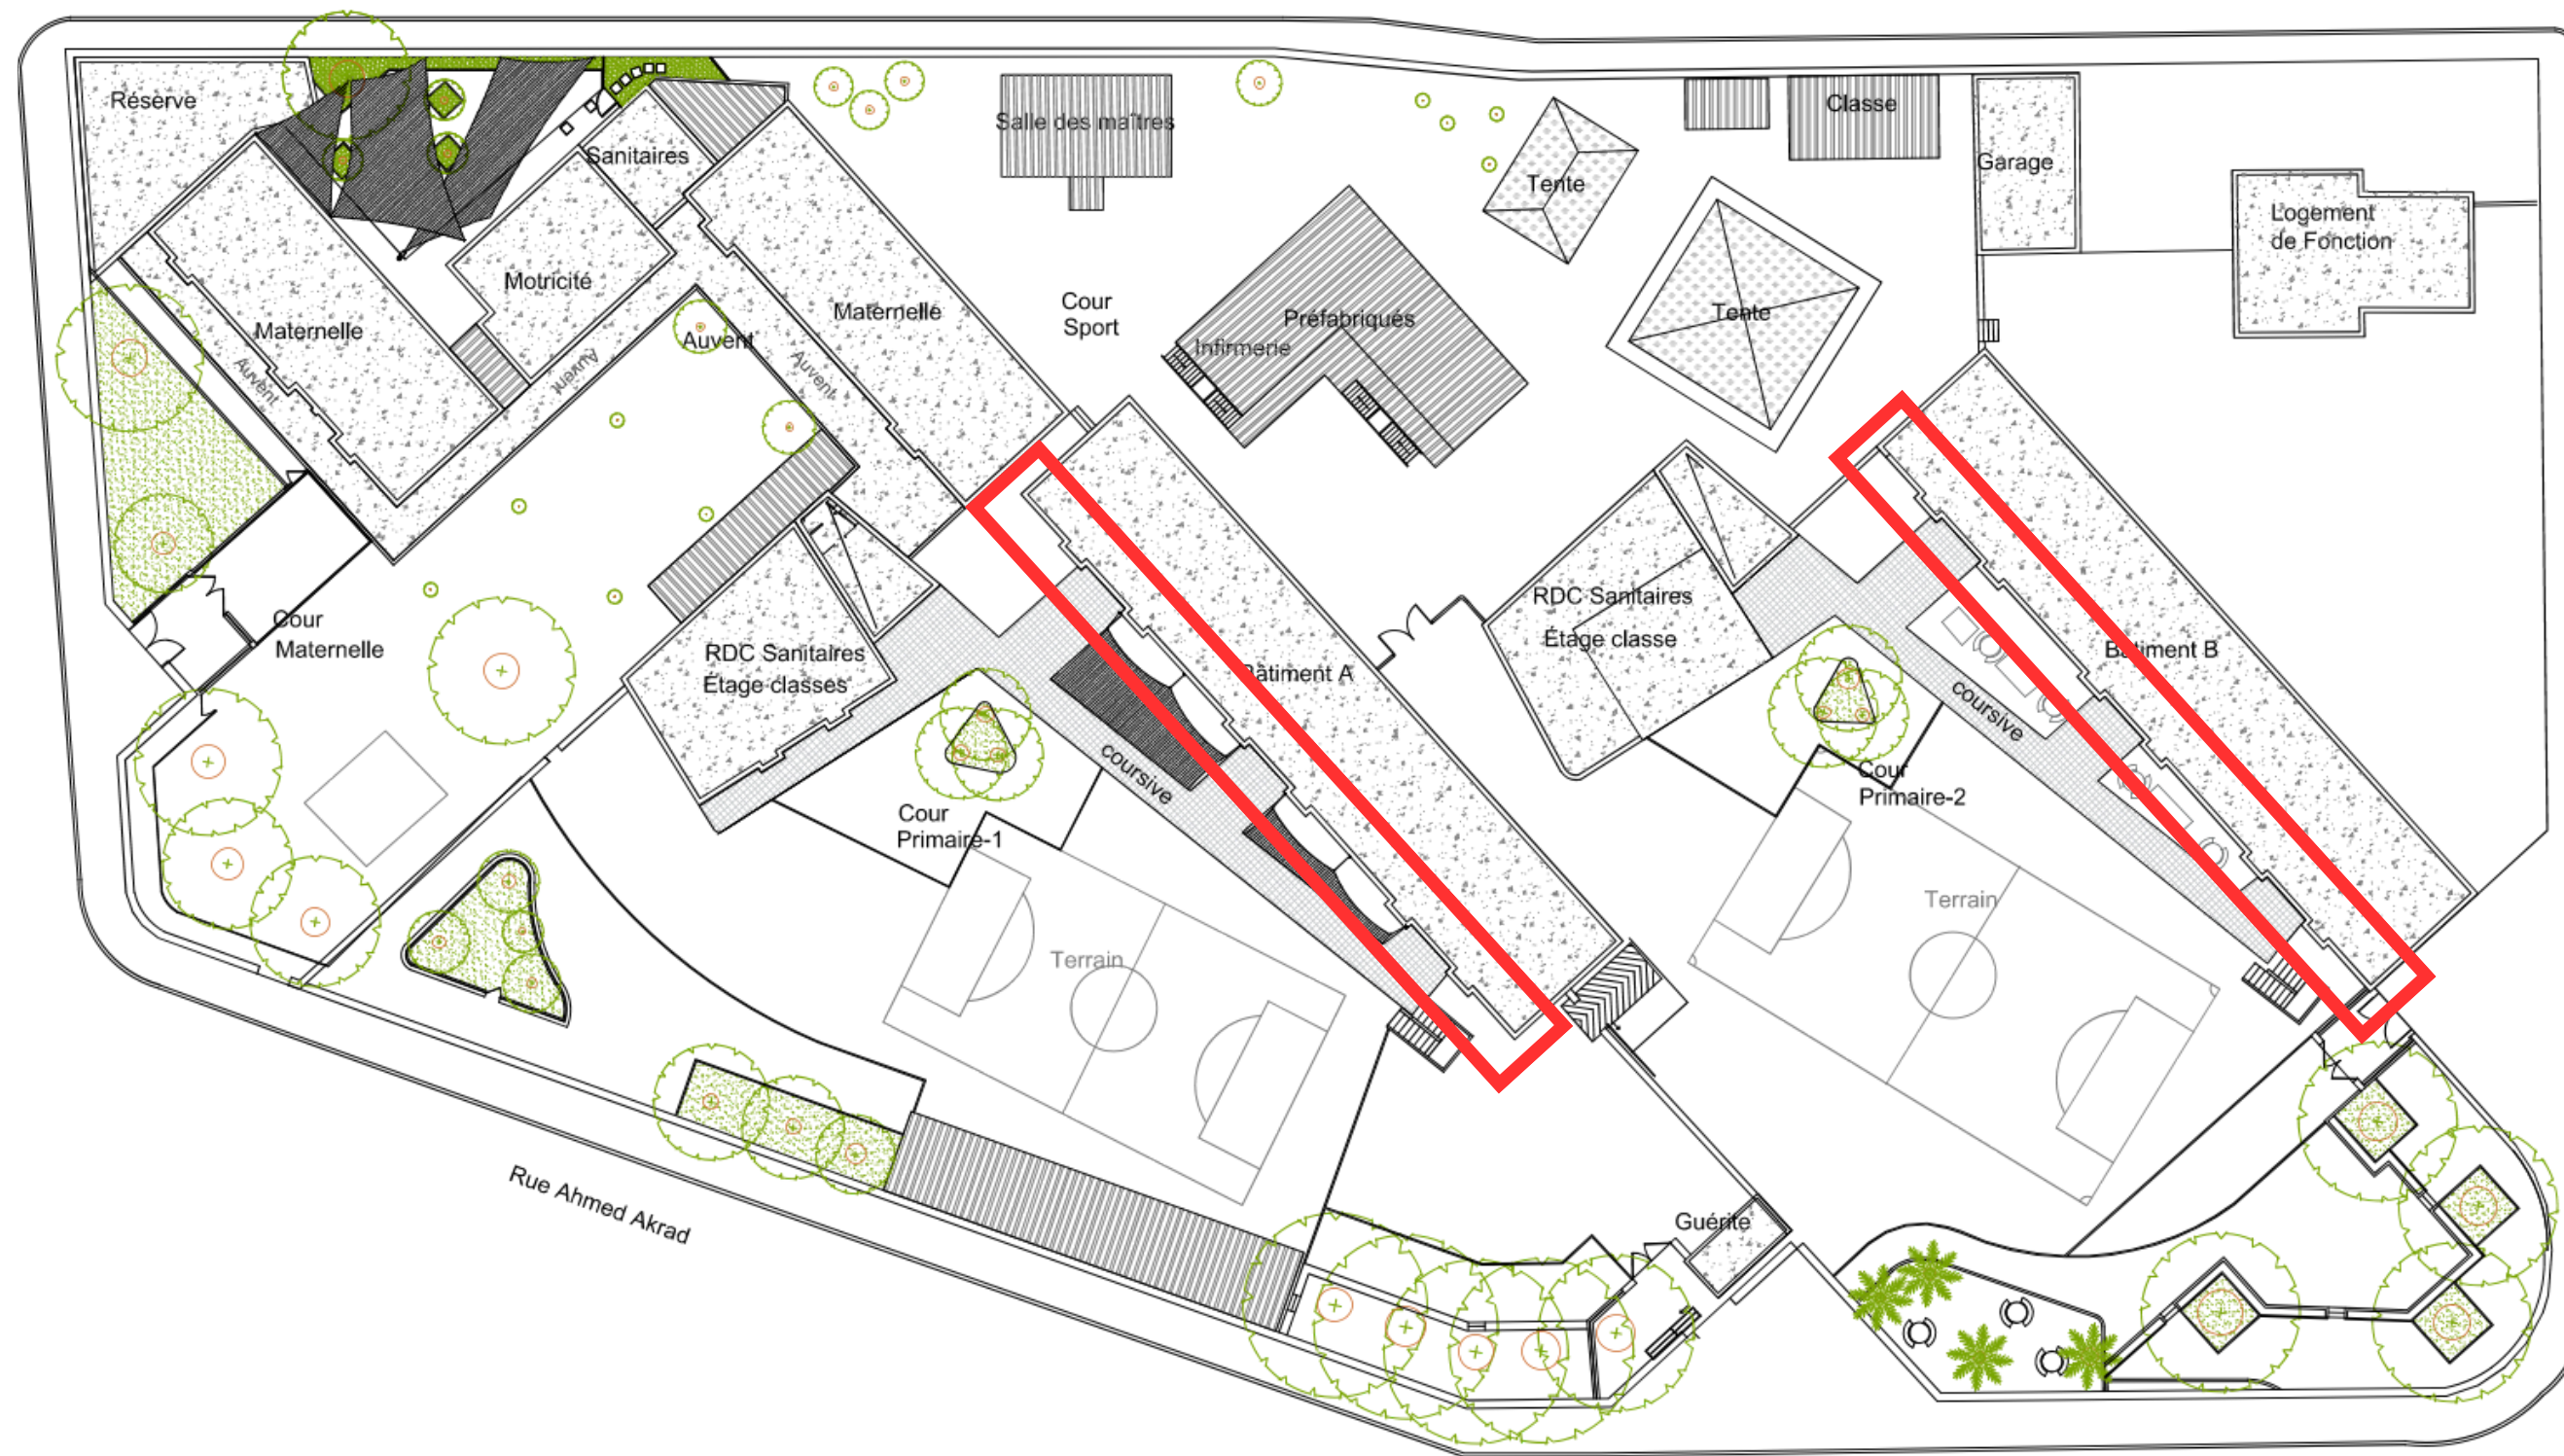 Réserve
Sanitaires
Salle des maîtres
Classe
Tente
Garage
Logement
de Fonction
Motricité
Maternelle
Maternelle
Cour
Sport
Préfabriqués
Infirmerie
Tente
Auvent
Auvent
Auvent
Auvent
Cour
Maternelle
RDC Sanitaires
Étage classes
Bâtiment A
RDC Sanitaires
Étage classe
Bâtiment B
coursive
coursive
Cour
Primaire-1
Cour
Primaire-2
Terrain
Terrain
Rue Ahmed Akrad
Guérite